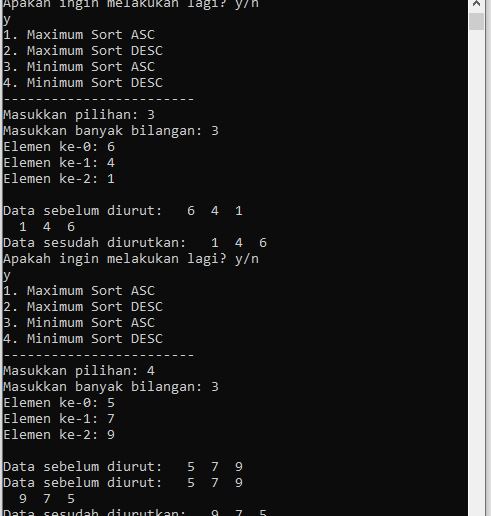 Apakah ingin melakukan lagi? y/n
y
1. Maximum Sort ASC
2. Maximum Sort DESC
3. Minimum Sort ASC
4. Minimum Sort DESC
------------------------
Masukkan pilihan: 3
Masukkan banyak bilangan: 3
Elemen ke-0: 6
Elemen ke-1: 4
Elemen ke-2: 1
Data sebelum diurut:   6  4  1
  1  4  6
Data sesudah diurutkan:   1  4  6
Apakah ingin melakukan lagi? y/n
y
1. Maximum Sort ASC
2. Maximum Sort DESC
3. Minimum Sort ASC
4. Minimum Sort DESC
------------------------
Masukkan pilihan: 4
Masukkan banyak bilangan: 3
Elemen ke-0: 5
Elemen ke-1: 7
Elemen ke-2: 9
Data sebelum diurut:   5  7  9
Data sebelum diurut:   5  7  9
  9  7  5
Data sesudah diurutkan:   9  7  5